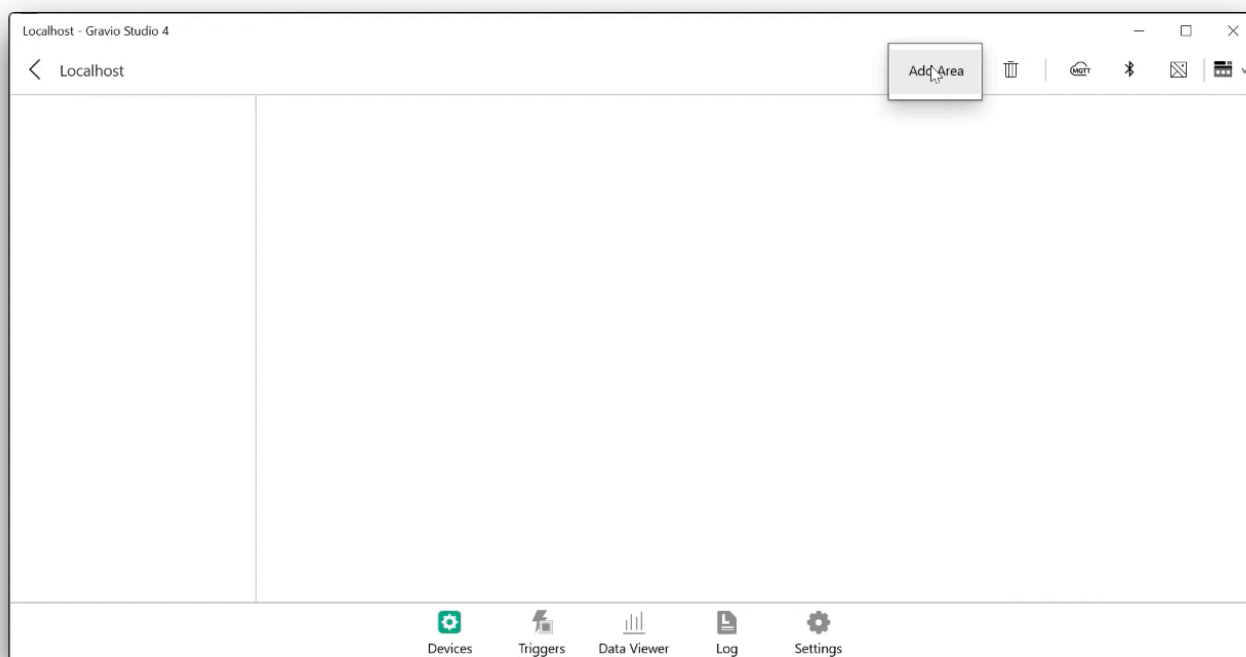 Localhost - Gravio Studio 4
Localhost
Add Area
MQTT
Devices
Triggers
Data Viewer
Log
Settings